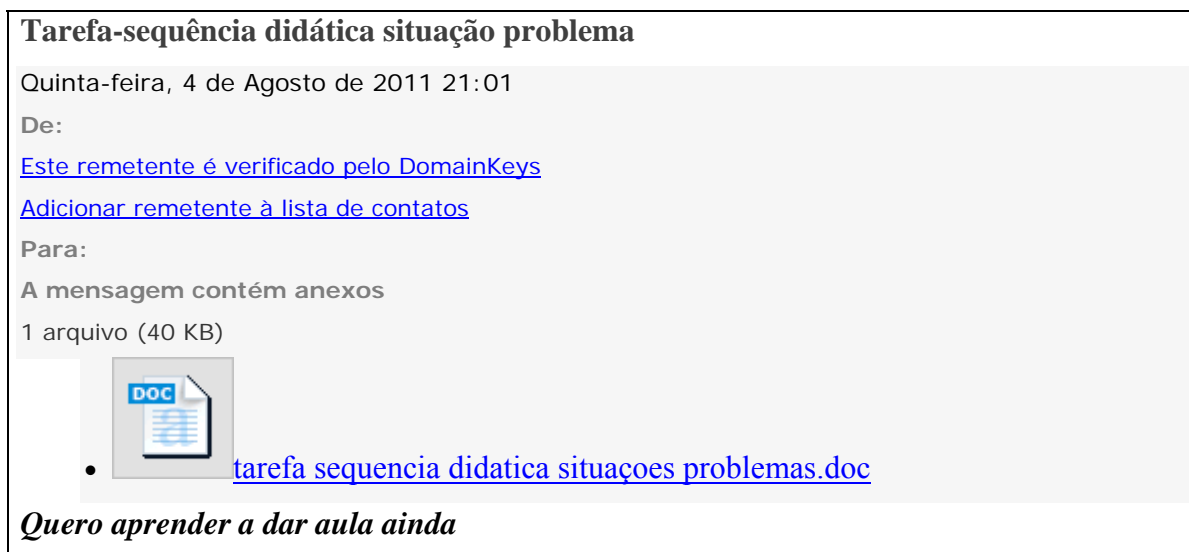 Tarefa-sequência didática situação problema
Quinta-feira, 4 de Agosto de 2011 21:01
De:
Este remetente é verificado pelo DomainKeys
Adicionar remetente à lista de contatos
Para:
A mensagem contém anexos
1 arquivo (40 KB)
DOC
• tarefa sequencia didatica situaçoes problemas.doc
Quero aprender a dar aula ainda